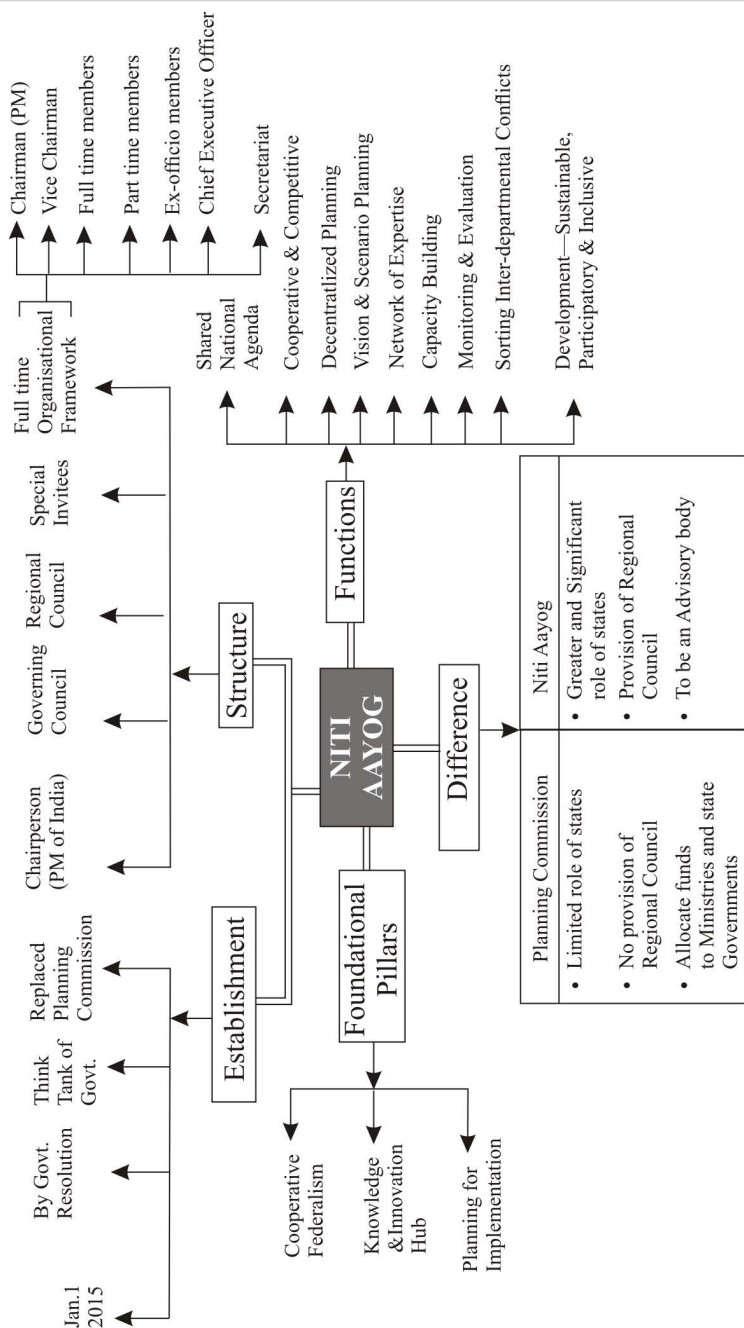 NITI
AAYOG
Establishment
Jan.1
2015
By Govt.
Resolution
Think
Tank of
Govt.
Replaced
Planning
Commission
Structure
Chairperson
(PM of India)
Governing
Council
Regional
Council
Special
Invitees
Full time
Organisational
Framework
Chairman (PM)
Vice Chairman
Full time members
Part time members
Ex-officio members
Chief Executive Officer
Secretariat
Functions
Shared
National
Agenda
Cooperative & Competitive
Decentratlized Planning
Vision & Scenario Planning
Network of Expertise
Capacity Building
Monitoring & Evaluation
Sorting Inter-departmental Conflicts
Development—Sustainable,
Participatory & Inclusive
Foundational
Pillars
Cooperative
Federalism
Knowledge
&Innovation
Hub
Planning for
Implementation
Difference
Planning Commission
• Limited role of states
• No provision of
Regional Council
• Allocate funds
to Ministries and state
Governments
Niti Aayog
• Greater and Significant
role of states
• Provision of Regional
Council
• To be an Advisory body